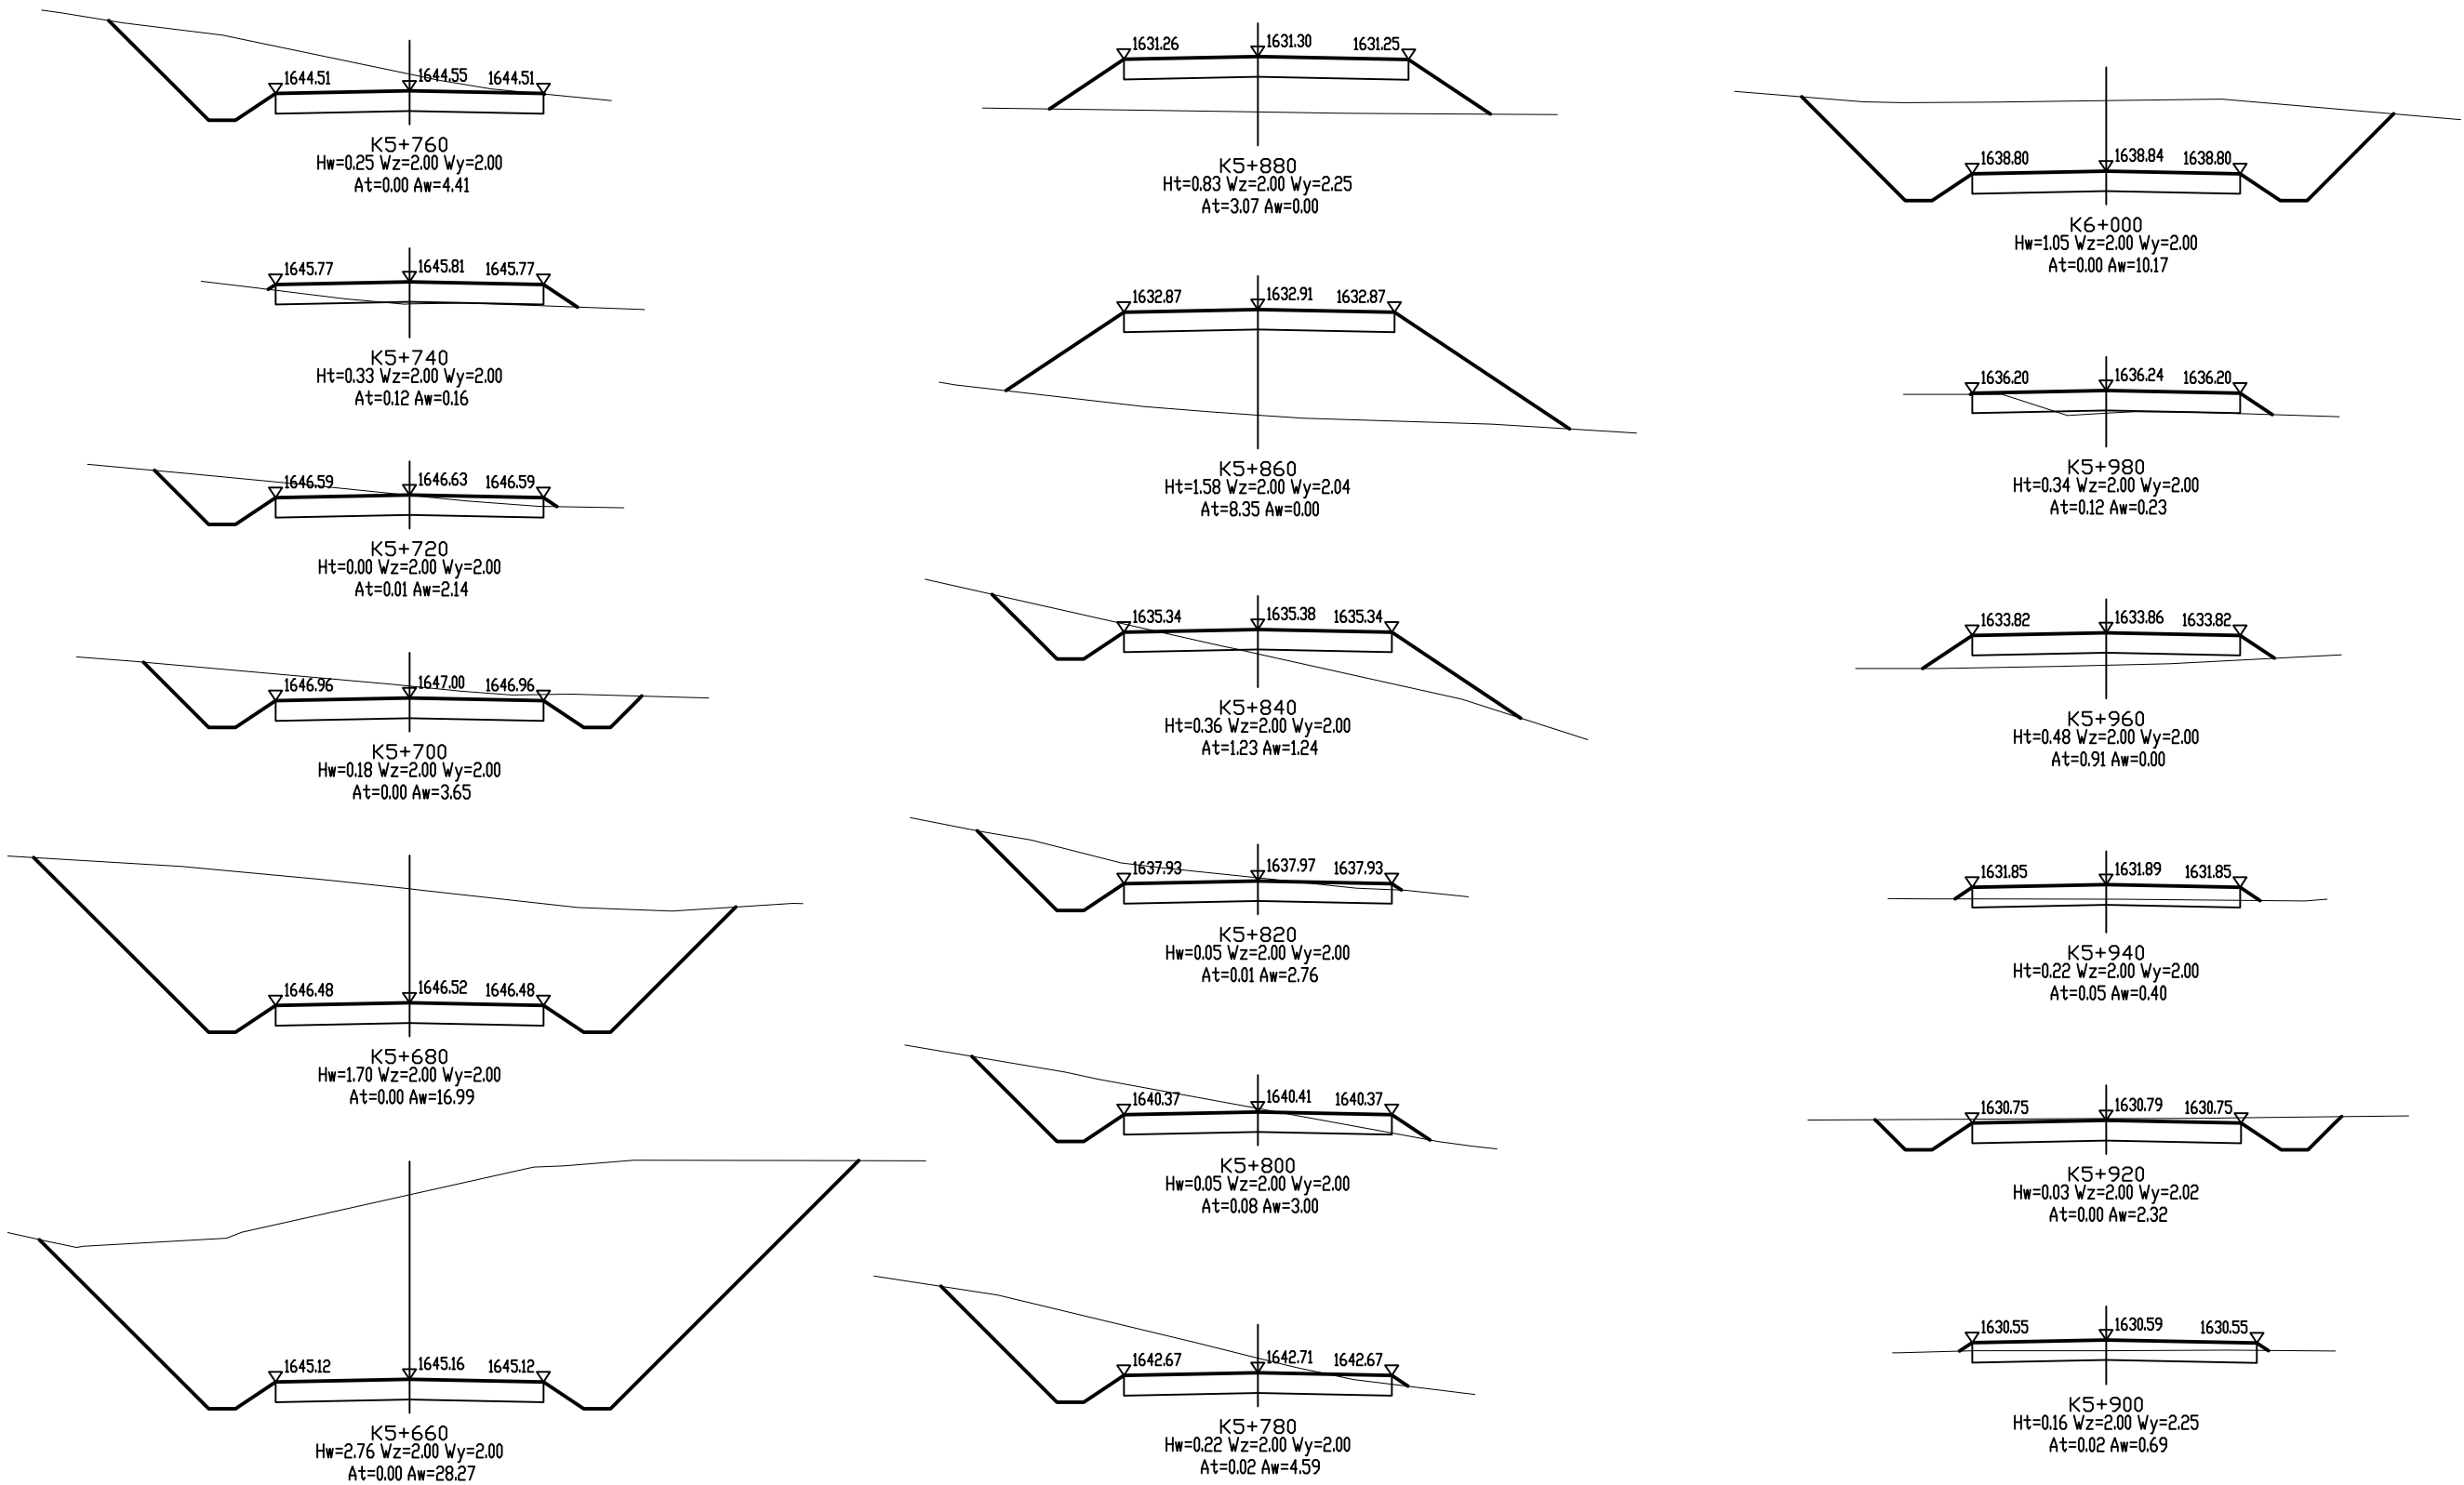 1644.51 1644.55 1644.51
K5+760
Hw=0.25 Wz=2.00 Wy=2.00
At=0.00 Aw=4.41
1645.77 1645.81 1645.77
K5+740
Ht=0.33 Wz=2.00 Wy=2.00
At=0.12 Aw=0.16
1646.59 1646.63 1646.59
K5+720
Ht=0.00 Wz=2.00 Wy=2.00
At=0.01 Aw=2.14
1646.96 1647.00 1646.96
K5+700
Hw=0.18 Wz=2.00 Wy=2.00
At=0.00 Aw=3.65
1646.48 1646.52 1646.48
K5+680
Hw=1.70 Wz=2.00 Wy=2.00
At=0.00 Aw=16.99
1645.12 1645.16 1645.12
K5+660
Hw=2.76 Wz=2.00 Wy=2.00
At=0.00 Aw=28.27
1631.26 1631.30 1631.25
K5+880
Ht=0.83 Wz=2.00 Wy=2.25
At=3.07 Aw=0.00
1632.87 1632.91 1632.87
K5+860
Ht=1.58 Wz=2.00 Wy=2.04
At=8.35 Aw=0.00
1635.34 1635.38 1635.34
K5+840
Ht=0.36 Wz=2.00 Wy=2.00
At=1.23 Aw=1.24
1637.93 1637.97 1637.93
K5+820
Hw=0.05 Wz=2.00 Wy=2.00
At=0.01 Aw=2.76
1640.37 1640.41 1640.37
K5+800
Hw=0.05 Wz=2.00 Wy=2.00
At=0.08 Aw=3.00
1642.67 1642.71 1642.67
K5+780
Hw=0.22 Wz=2.00 Wy=2.00
At=0.02 Aw=4.59
1638.80 1638.84 1638.80
K6+000
Hw=1.05 Wz=2.00 Wy=2.00
At=0.00 Aw=10.17
1636.20 1636.24 1636.20
K5+980
Ht=0.34 Wz=2.00 Wy=2.00
At=0.12 Aw=0.23
1633.82 1633.86 1633.82
K5+960
Ht=0.48 Wz=2.00 Wy=2.00
At=0.91 Aw=0.00
1631.85 1631.89 1631.85
K5+940
Ht=0.22 Wz=2.00 Wy=2.00
At=0.05 Aw=0.40
1630.75 1630.79 1630.75
K5+920
Hw=0.03 Wz=2.00 Wy=2.02
At=0.00 Aw=2.32
1630.55 1630.59 1630.55
K5+900
Ht=0.16 Wz=2.00 Wy=2.25
At=0.02 Aw=0.69